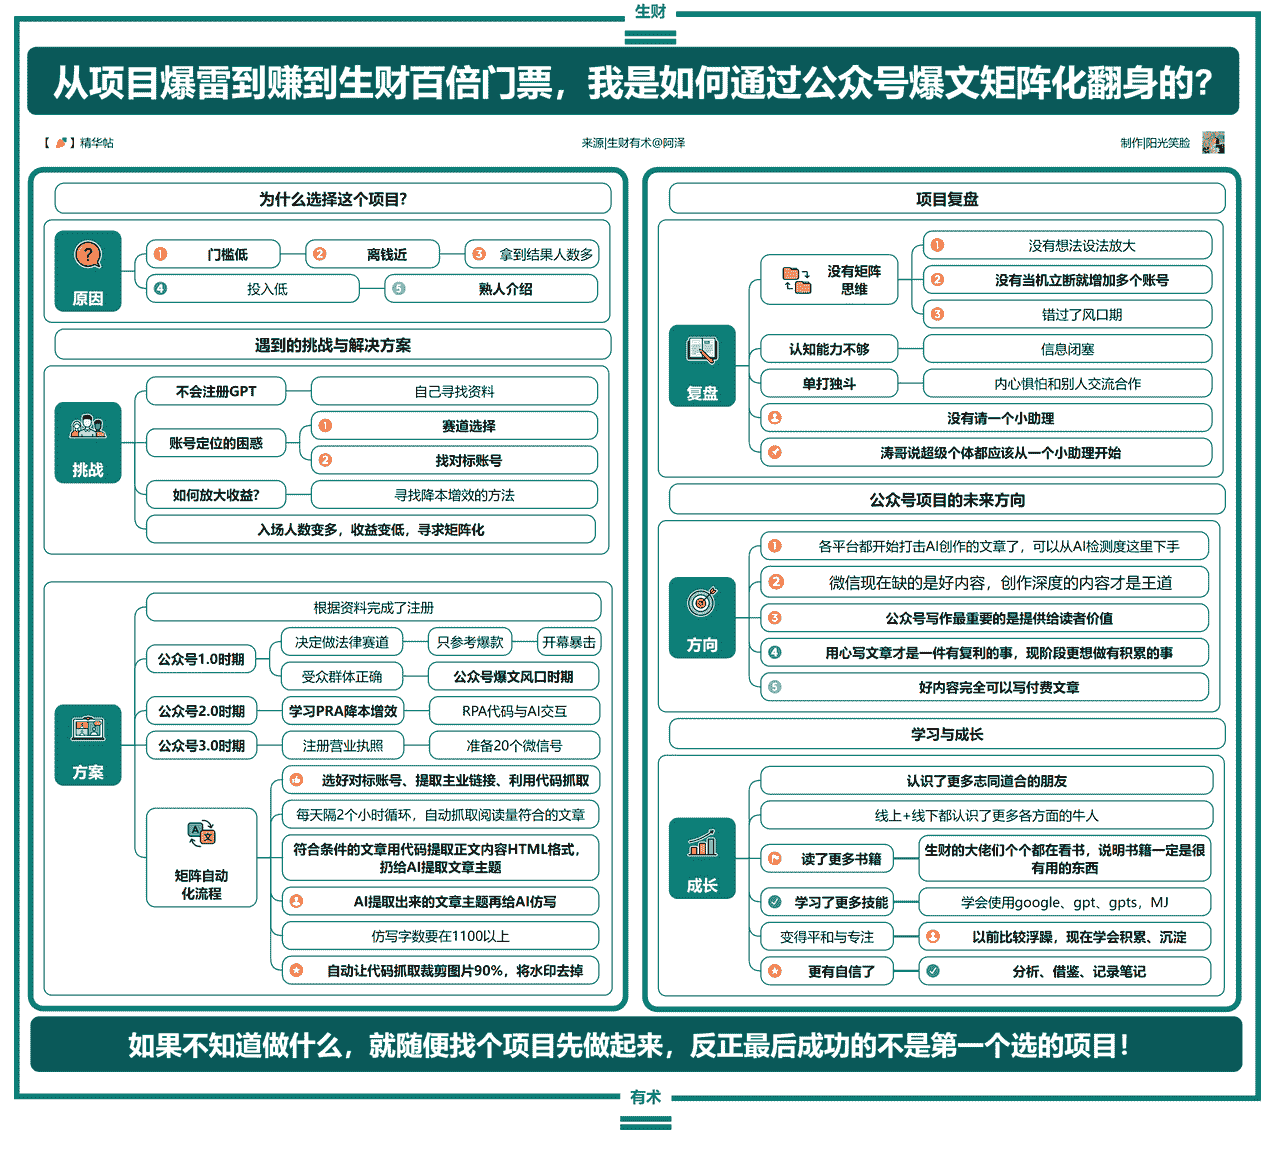 生财
从项目爆雷到赚到生财百倍门票，我是如何通过公众号爆文矩阵化翻身的？
【 】精华帖
来源|生财有术@阿泽
制作|阳光笑脸
为什么选择这个项目?
原因
1 门槛低
2 离钱近
3 拿到结果人数多
4 投入低
5 熟人介绍
遇到的挑战与解决方案
挑战
不会注册GPT
自己寻找资料
账号定位的困惑
1 赛道选择
2 找对标账号
如何放大收益?
寻找降本增效的方法
入场人数变多，收益变低，寻求矩阵化
方案
根据资料完成了注册
公众号1.0时期
决定做法律赛道
只参考爆款
开幕暴击
受众群体正确
公众号爆文风口时期
公众号2.0时期
学习PRA降本增效
RPA代码与AI交互
公众号3.0时期
注册营业执照
准备20个微信号
矩阵自动
化流程
选好对标账号、提取主业链接、利用代码抓取
每天隔2个小时循环，自动抓取阅读量符合的文章
符合条件的文章用代码提取正文内容HTML格式，
扔给AI提取文章主题
AI提取出来的文章主题再给AI仿写
仿写字数要在1100以上
自动让代码抓取裁剪图片90%，将水印去掉
项目复盘
复盘
没有矩阵
思维
1 没有想法设法放大
2 没有当机立断就增加多个账号
3 错过了风口期
认知能力不够
信息闭塞
单打独斗
内心惧怕和别人交流合作
没有请一个小助理
涛哥说超级个体都应该从一个小助理开始
公众号项目的未来方向
方向
1 各平台都开始打击AI创作的文章了，可以从AI检测度这里下手
2 微信现在缺的是好内容，创作深度的内容才是王道
3 公众号写作最重要的是提供给读者价值
4 用心写文章才是一件有复利的事，现阶段更想做有积累的事
5 好内容完全可以写付费文章
学习与成长
成长
认识了更多志同道合的朋友
线上+线下都认识了更多各方面的牛人
读了更多书籍
生财的大佬们个个都在看书，说明书籍一定是很
有用的东西
学习了更多技能
学会使用google、gpt、gpts，MJ
变得平和与专注
以前比较浮躁，现在学会积累、沉淀
更有自信了
分析、借鉴、记录笔记
如果不知道做什么，就随便找个项目先做起来，反正最后成功的不是第一个选的项目！
有术